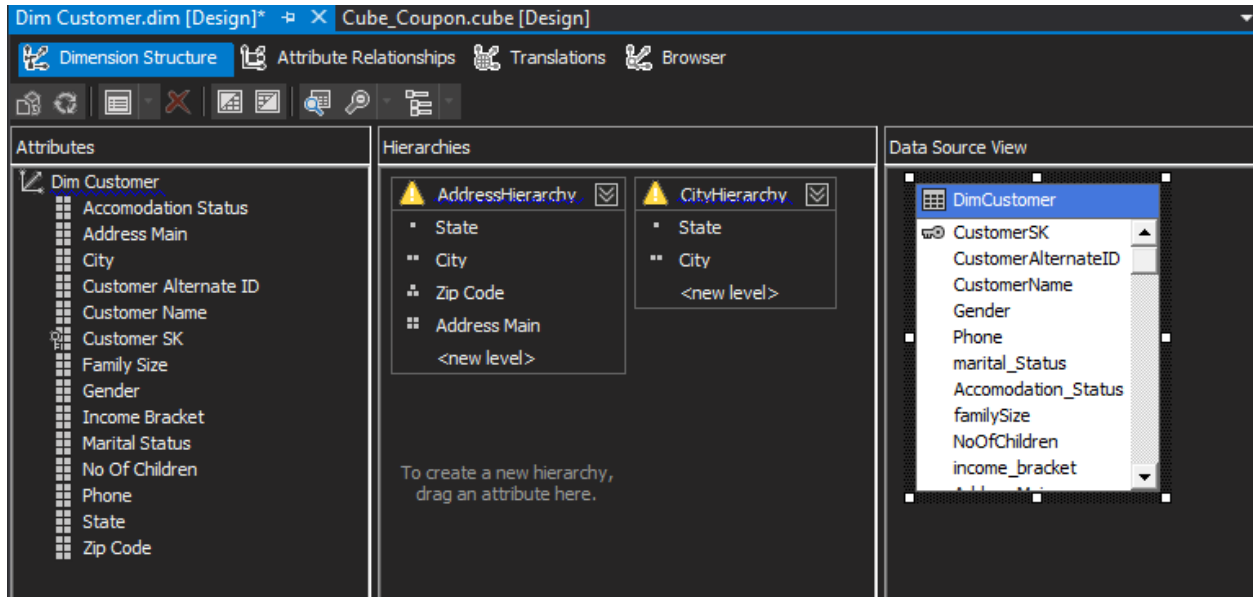 Dim Customer.dim [Design]* Cube_Coupon.cube [Design]
Dimension Structure Attribute Relationships Translations Browser
Attributes
Dim Customer
Accomodation Status
Address Main
City
Customer Alternate ID
Customer Name
Customer SK
Family Size
Gender
Income Bracket
Marital Status
No Of Children
Phone
State
Zip Code
Hierarchies
AddressHierarchy
State
City
Zip Code
Address Main
<new level>
CityHierarchy
State
City
<new level>
To create a new hierarchy,
drag an attribute here.
Data Source View
DimCustomer
CustomerSK
CustomerAlternateID
CustomerName
Gender
Phone
marital_Status
Accomodation_Status
familySize
NoOfChildren
income_bracket